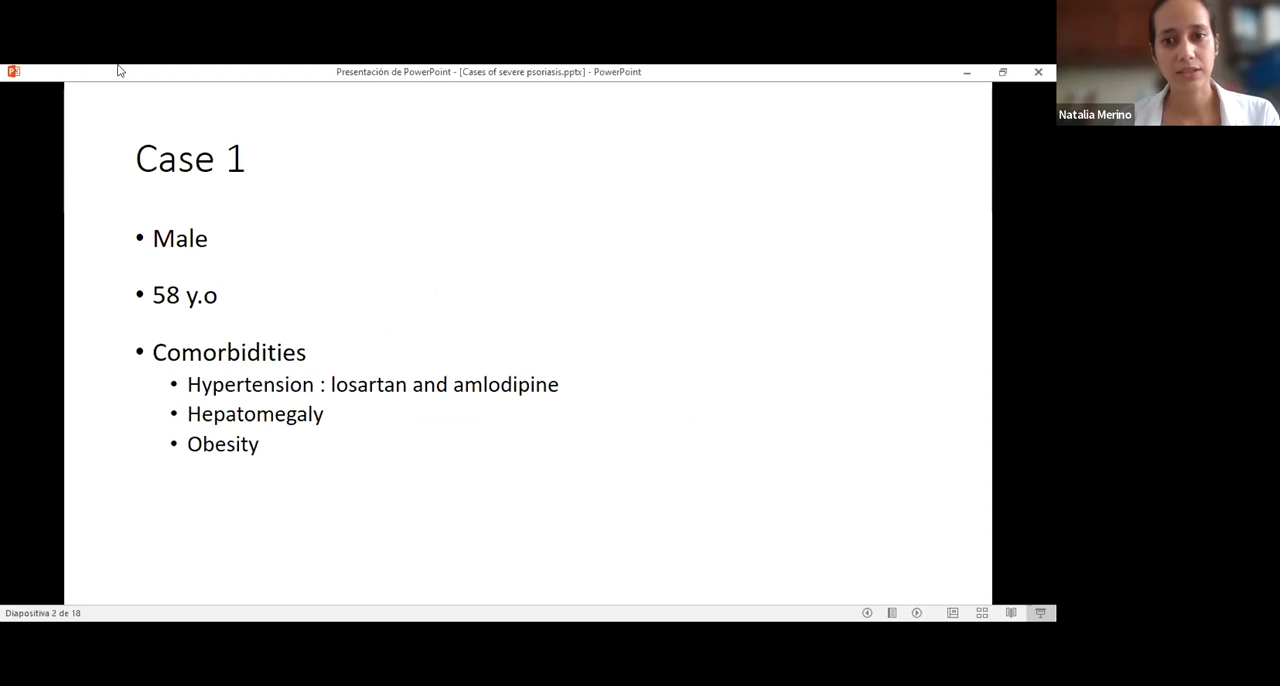 Presentación de PowerPoint - [Cases of severe psoriasis.pptx] - PowerPoint
Natalia Merino
Case 1
• Male
• 58 y.o
• Comorbidities
• Hypertension : losartan and amlodipine
• Hepatomegaly
• Obesity
Diapositiva 2 de 18